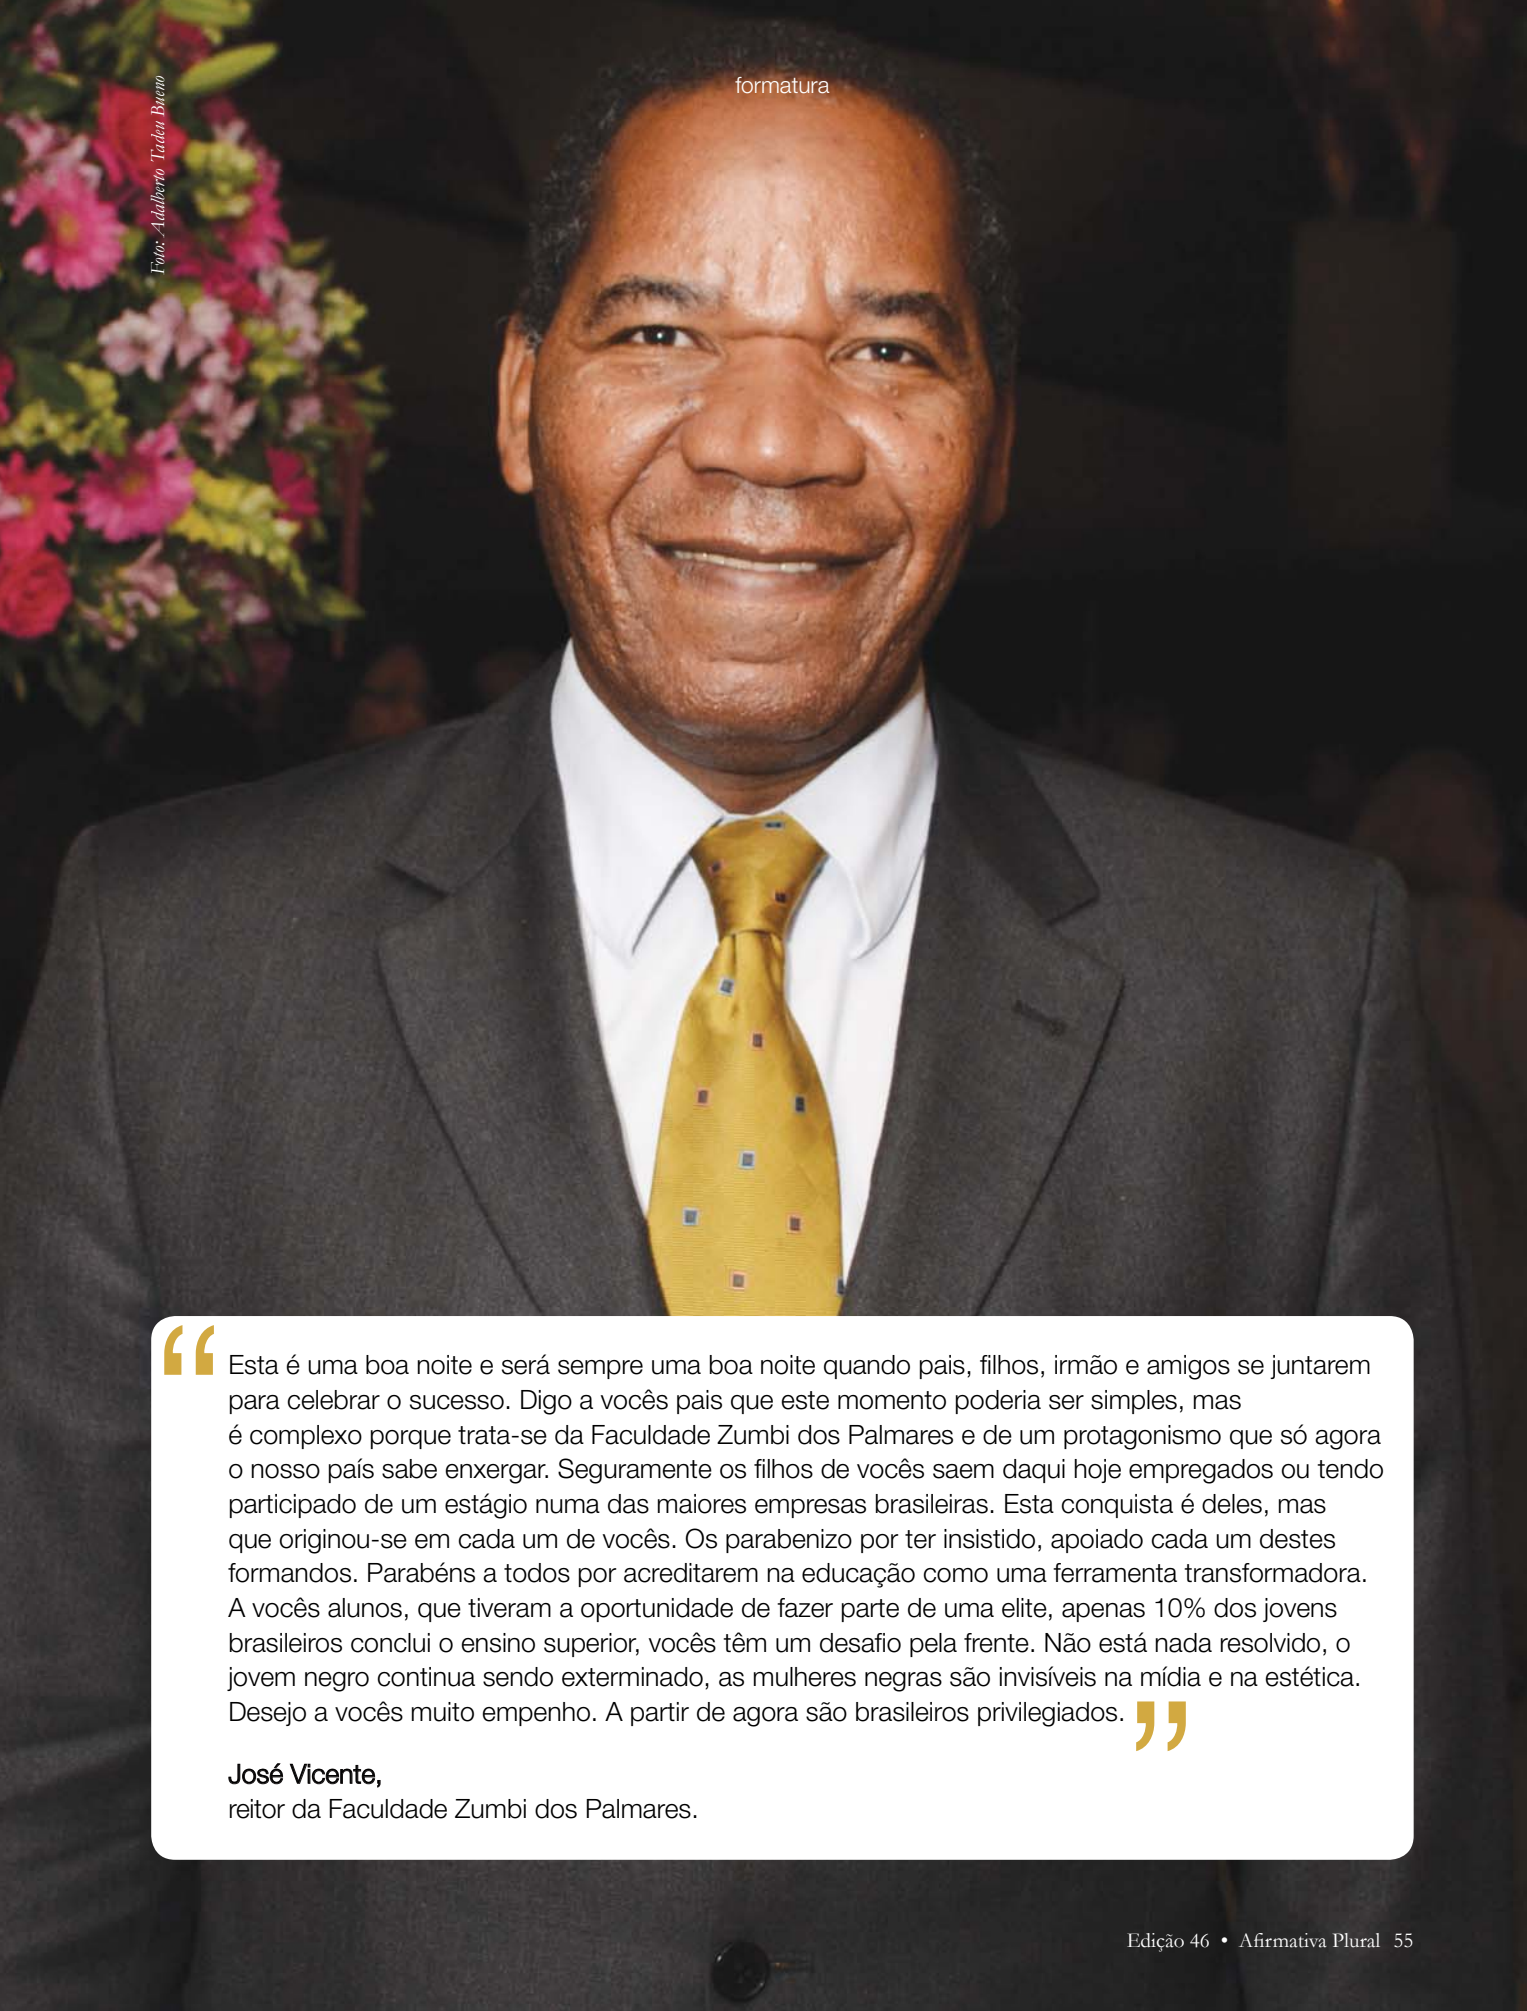 formatura
Foto: Adalberto Tadeu Bueno
“ Esta é uma boa noite e será sempre uma boa noite quando pais, filhos, irmão e amigos se juntarem
para celebrar o sucesso. Digo a vocês pais que este momento poderia ser simples, mas
é complexo porque trata-se da Faculdade Zumbi dos Palmares e de um protagonismo que só agora
o nosso país sabe enxergar. Seguramente os filhos de vocês saem daqui hoje empregados ou tendo
participado de um estágio numa das maiores empresas brasileiras. Esta conquista é deles, mas
que originou-se em cada um de vocês. Os parabenizo por ter insistido, apoiado cada um destes
formandos. Parabéns a todos por acreditarem na educação como uma ferramenta transformadora.
A vocês alunos, que tiveram a oportunidade de fazer parte de uma elite, apenas 10% dos jovens
brasileiros conclui o ensino superior, vocês têm um desafio pela frente. Não está nada resolvido, o
jovem negro continua sendo exterminado, as mulheres negras são invisíveis na mídia e na estética.
Desejo a vocês muito empenho. A partir de agora são brasileiros privilegiados. ”
José Vicente,
reitor da Faculdade Zumbi dos Palmares.
Edição 46 • Afirmativa Plural 55